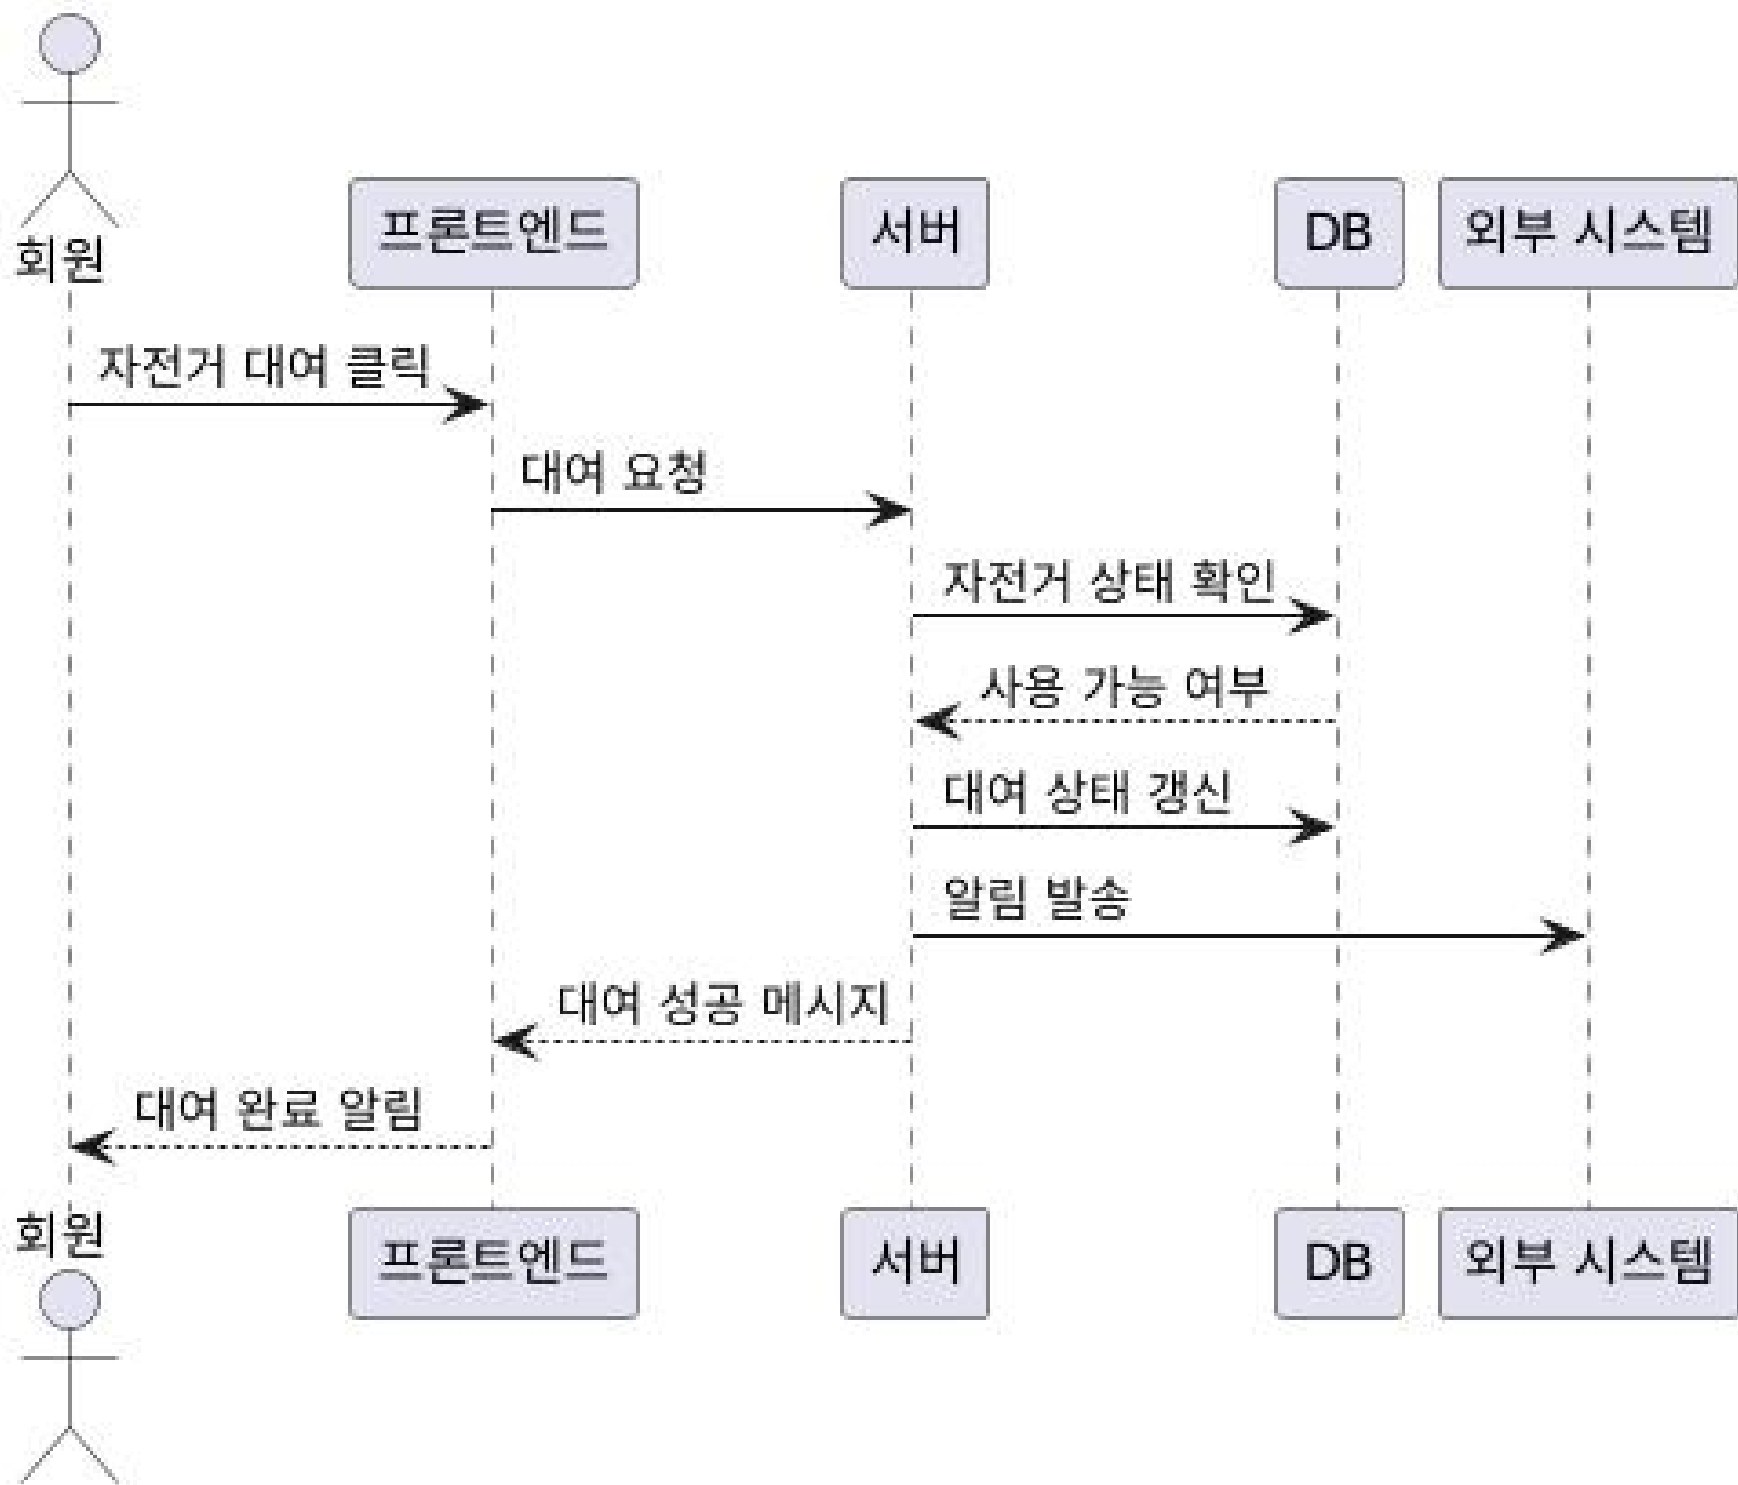 회원
프론트엔드
서버
DB
외부 시스템
자전거 대여 클릭
대여 요청
자전거 상태 확인
사용 가능 여부
대여 상태 갱신
알림 발송
대여 성공 메시지
대여 완료 알림
회원
프론트엔드
서버
DB
외부 시스템